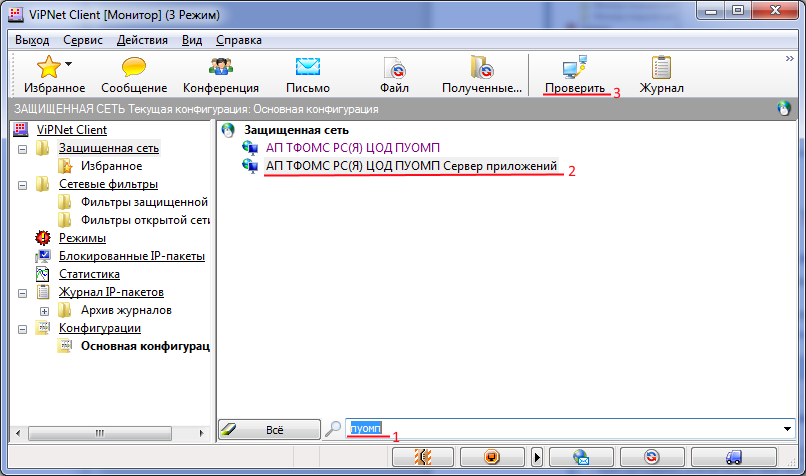 ViPNet Client [Монитор] (3 Режим)
Выход Сервис Действия Вид Справка
Избранное Сообщение Конференция Письмо Файл Полученные... Проверить 3 Журнал
ЗАЩИЩЕННАЯ СЕТЬ Текущая конфигурация: Основная конфигурация
ViPNet Client
Защищенная сеть
Избранное
Сетевые фильтры
Фильтры защищенной
Фильтры открытой сети
Режимы
Блокированные IP-пакеты
Статистика
Журнал IP-пакетов
Архив журналов
Конфигурации
Основная конфигурац
Защищенная сеть
АП ТФОМС РС(Я) ЦОД ПУОМП
АП ТФОМС РС(Я) ЦОД ПУОМП Сервер приложений 2
Всё
пуомп 1